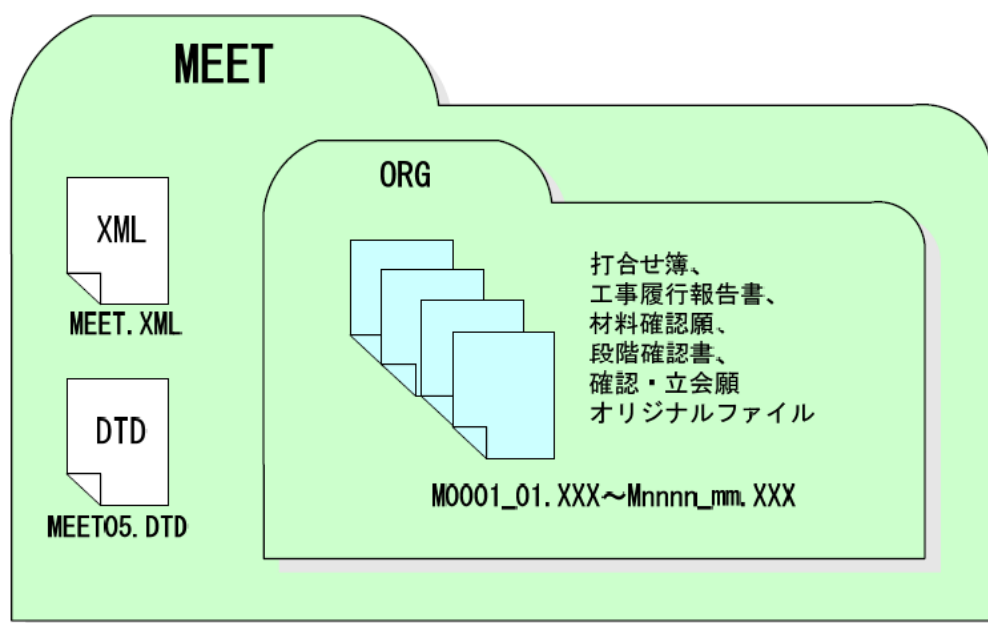 MEET
ORG
XML
MEET.XML
DTD
MEET05.DTD
打合せ簿、
工事履行報告書、
材料確認願、
段階確認書、
確認・立会願
オリジナルファイル
M0001_01.XXX～Mnnnn_mm.XXX